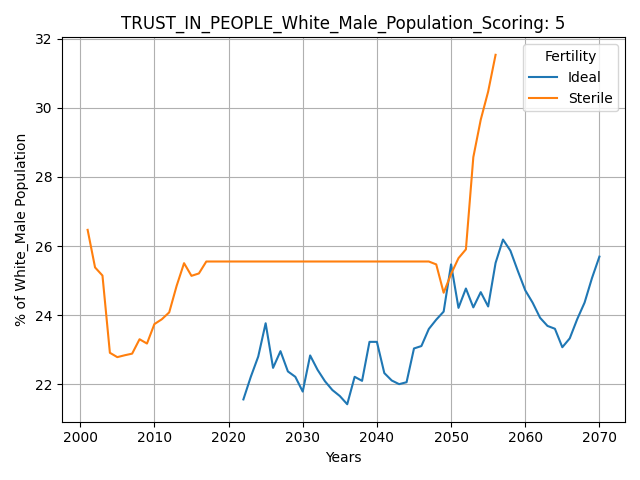 TRUST_IN_PEOPLE_White_Male_Population_Scoring: 5
% of White_Male Population
32
30
28
26
24
22
Fertility
Ideal
Sterile
2000 2010 2020 2030 2040 2050 2060 2070
Years